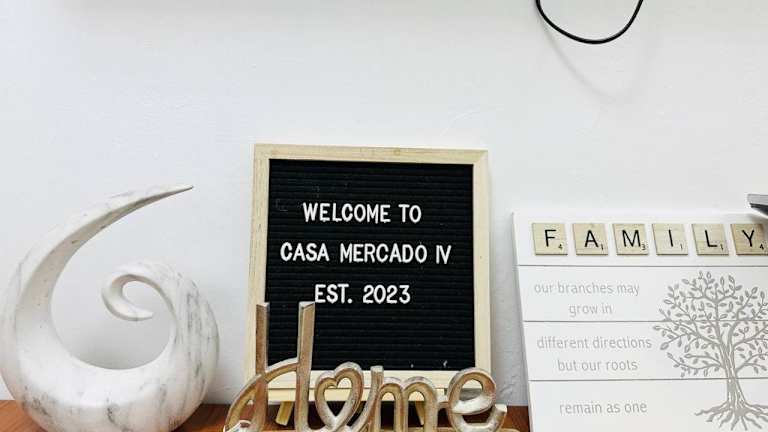 WELCOME TO
CASA MERCADO IV
EST. 2023
Home
FAMILY
our branches may
grow in
different directions
but our roots
remain as one